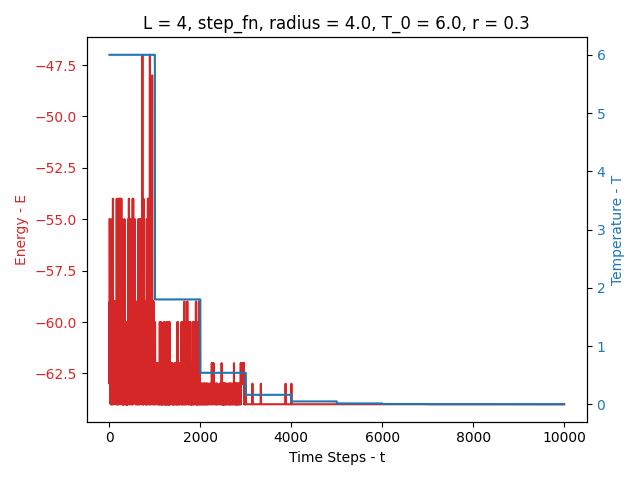 L = 4, step_fn, radius = 4.0, T_0 = 6.0, r = 0.3
Energy - E
−47.5
−50.0
−52.5
−55.0
−57.5
−60.0
−62.5
6
5
4
3
2
1
0
Temperature - T
0 2000 4000 6000 8000 10000
Time Steps - t